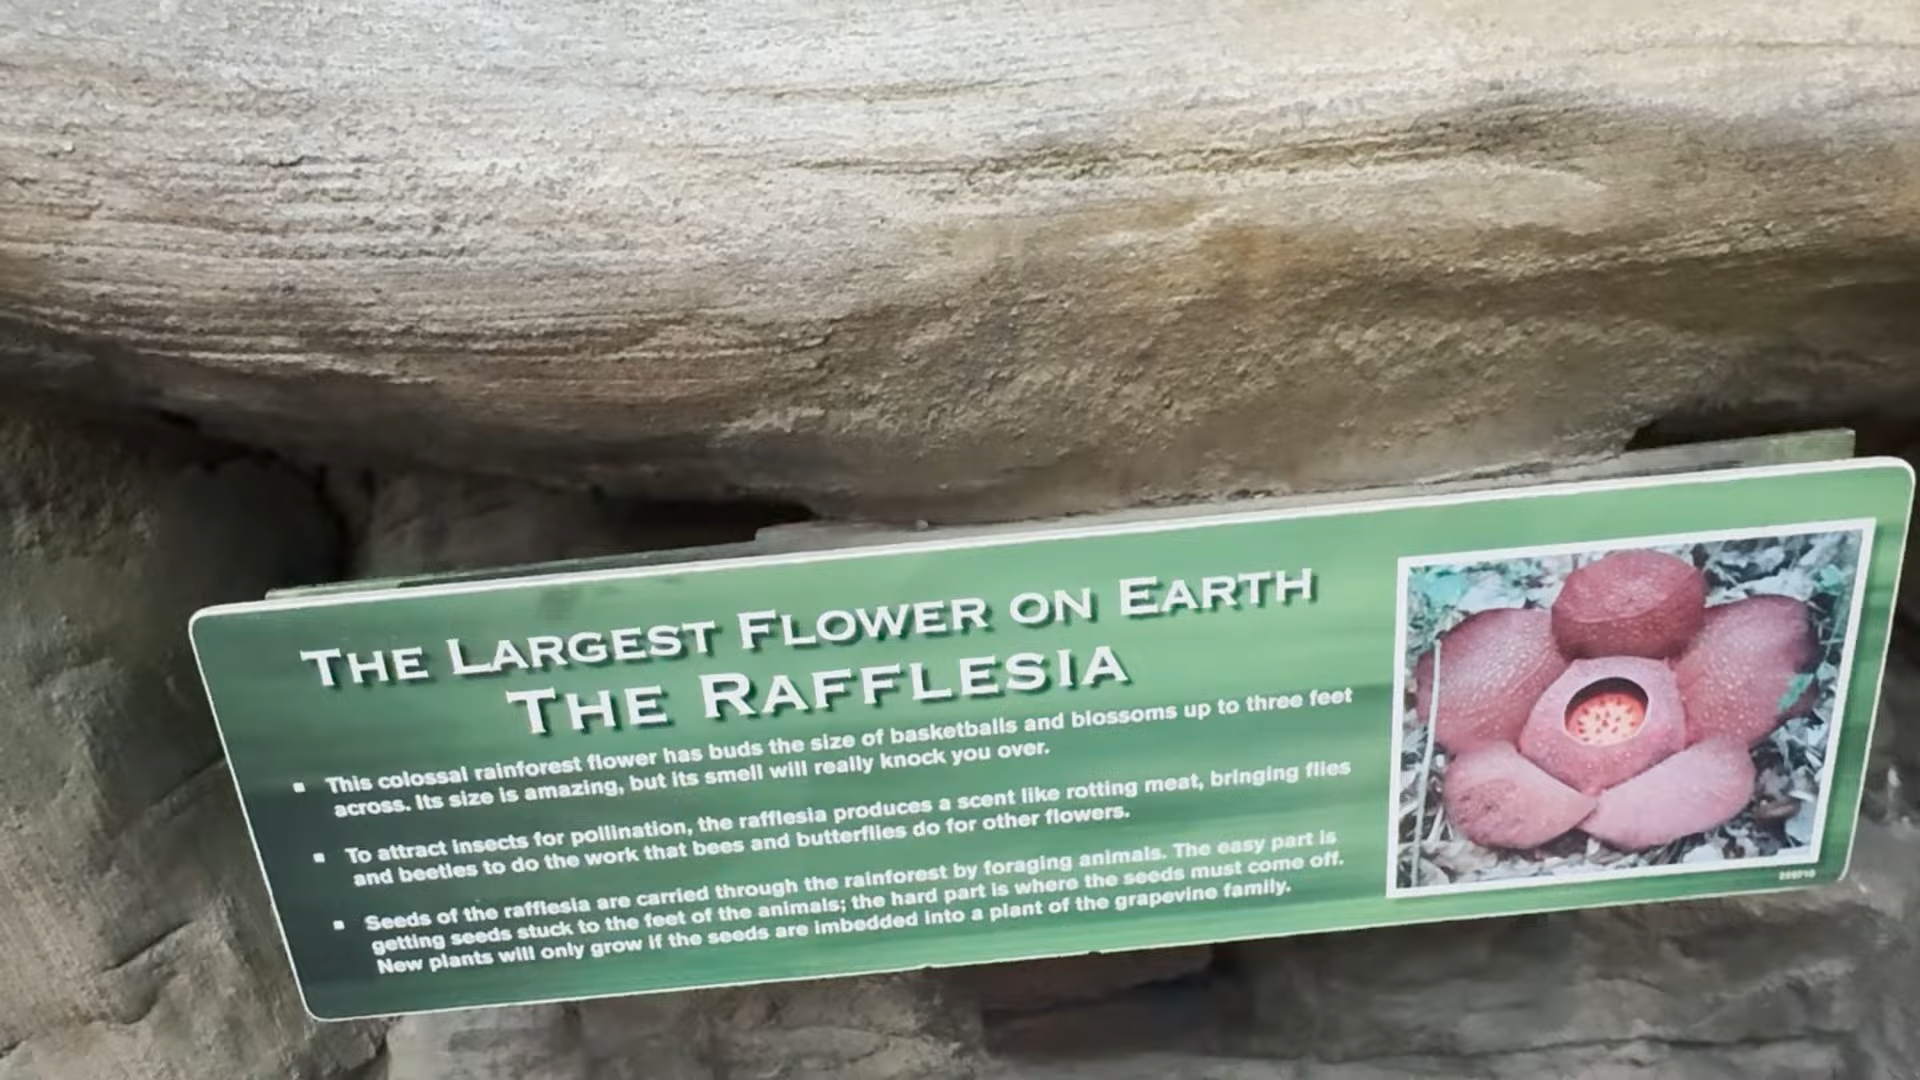 THE LARGEST FLOWER ON EARTH
THE RAFFLESIA
▪ This colossal rainforest flower has buds the size of basketballs and blossoms up to three feet
across. Its size is amazing, but its smell will really knock you over.
▪ To attract insects for pollination, the rafflesia produces a scent like rotting meat, bringing flies
and beetles to do the work that bees and butterflies do for other flowers.
▪ Seeds of the rafflesia are carried through the rainforest by foraging animals. The easy part is
getting seeds stuck to the feet of the animals; the hard part is where the seeds must come off.
New plants will only grow if the seeds are imbedded into a plant of the grapevine family.